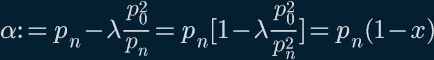 α:= p_n − λ p_0^2 / p_n = p_n [1 − λ p_0^2 / p_n^2] = p_n (1 − x)